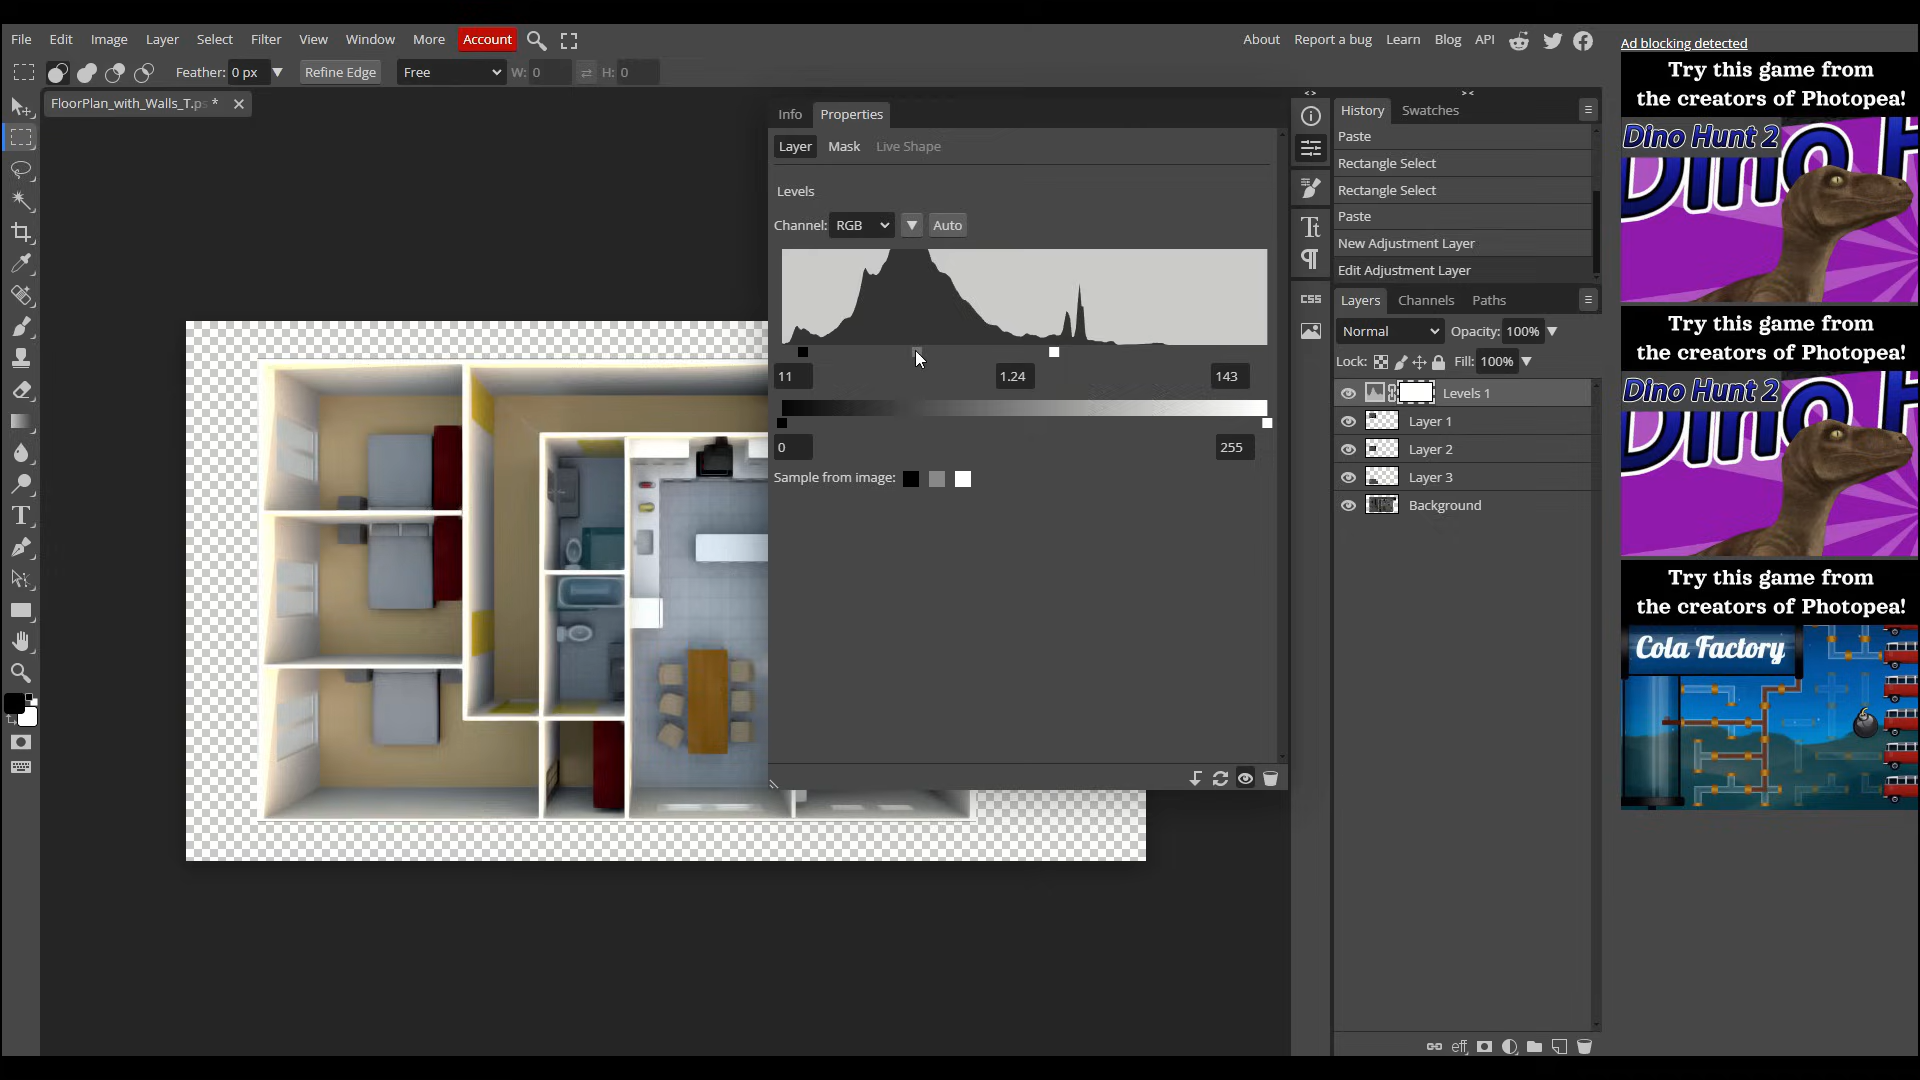 File Edit Image Layer Select Filter View Window More Account
About Report a bug Learn Blog API
Ad blocking detected
Feather: 0 px Refine Edge Free W: 0 H: 0
FloorPlan_with_Walls_T.ps *
Info Properties
Layer Mask Live Shape
Levels
Channel: RGB Auto
11 1.24 143
0 255
Sample from image:
CSS
History Swatches
Paste
Rectangle Select
Rectangle Select
Paste
New Adjustment Layer
Edit Adjustment Layer
Layers Channels Paths
Normal Opacity: 100%
Lock: Fill: 100%
Levels 1
Layer 1
Layer 2
Layer 3
Background
eff
Try this game from
the creators of Photopea!
Dino Hunt 2
Try this game from
the creators of Photopea!
Dino Hunt 2
Try this game from
the creators of Photopea!
Cola Factory